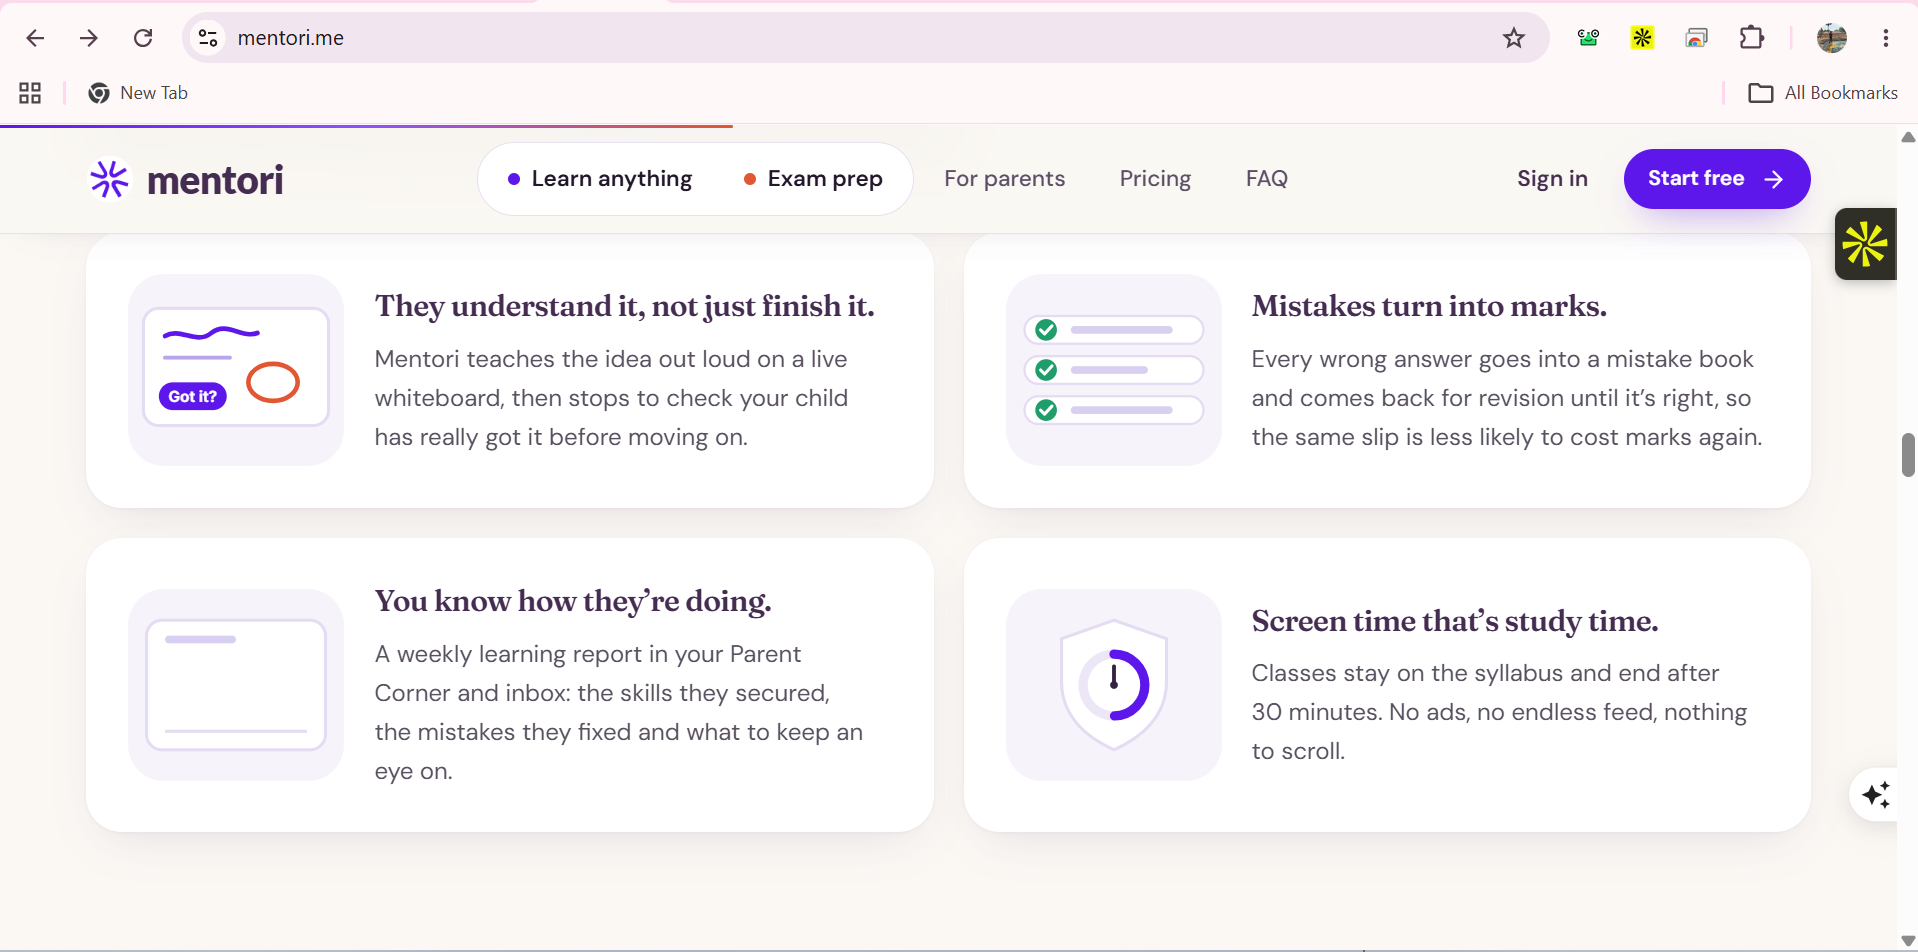 mentori.me
New Tab
All Bookmarks
mentori
Learn anything
Exam prep
For parents
Pricing
FAQ
Sign in
Start free
Got it?
They understand it, not just finish it.
Mentori teaches the idea out loud on a live
whiteboard, then stops to check your child
has really got it before moving on.
Mistakes turn into marks.
Every wrong answer goes into a mistake book
and comes back for revision until it’s right, so
the same slip is less likely to cost marks again.
You know how they’re doing.
A weekly learning report in your Parent
Corner and inbox: the skills they secured,
the mistakes they fixed and what to keep an
eye on.
Screen time that’s study time.
Classes stay on the syllabus and end after
30 minutes. No ads, no endless feed, nothing
to scroll.